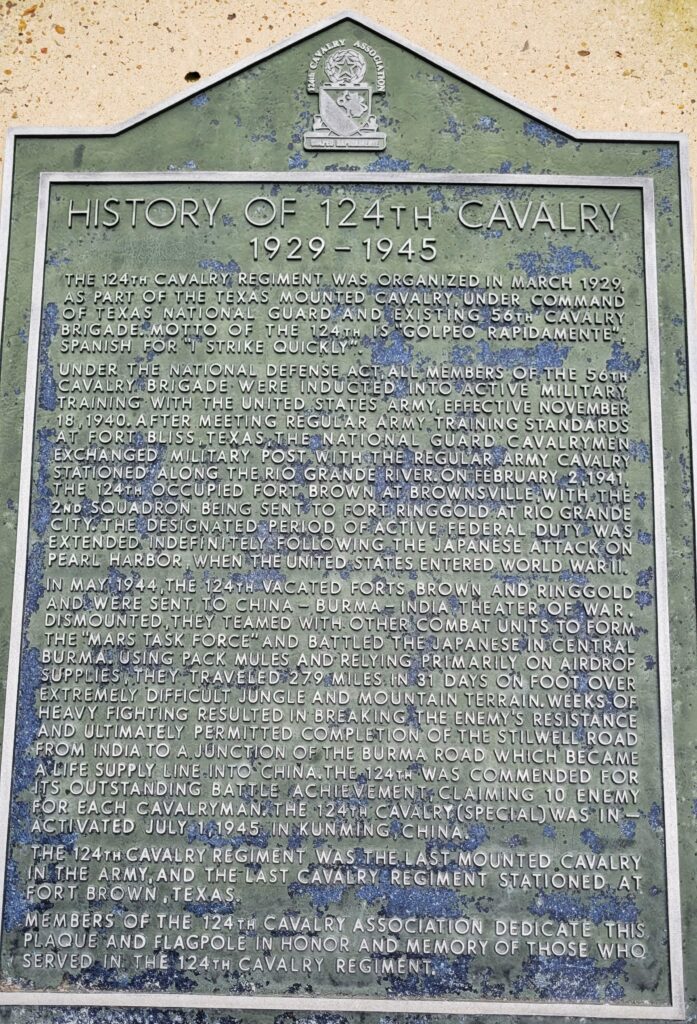 124th CAVALRY ASSOCIATION
GOLPEO RAPIDAMENTE
HISTORY OF 124TH CAVALRY
1929-1945
THE 124TH CAVALRY REGIMENT WAS ORGANIZED IN MARCH 1929,
AS PART OF THE TEXAS MOUNTED CAVALRY UNDER COMMAND
OF TEXAS NATIONAL GUARD AND EXISTING 56TH CAVALRY
BRIGADE. MOTTO OF THE 124TH IS "GOLPEO RAPIDAMENTE",
SPANISH FOR "I STRIKE QUICKLY".
UNDER THE NATIONAL DEFENSE ACT, ALL MEMBERS OF THE 56TH
CAVALRY BRIGADE WERE INDUCTED INTO ACTIVE MILITARY
TRAINING WITH THE UNITED STATES ARMY, EFFECTIVE NOVEMBER
18, 1940. AFTER MEETING REGULAR ARMY TRAINING STANDARDS
AT FORT BLISS, TEXAS, THE NATIONAL GUARD CAVALRYMEN
EXCHANGED MILITARY POST WITH THE REGULAR ARMY CAVALRY
STATIONED ALONG THE RIO GRANDE RIVER. ON FEBRUARY 2, 1941,
THE 124TH OCCUPIED FORT BROWN AT BROWNSVILLE, WITH THE
2ND SQUADRON BEING SENT TO FORT RINGGOLD AT RIO GRANDE
CITY. THE DESIGNATED PERIOD OF ACTIVE FEDERAL DUTY WAS
EXTENDED INDEFINITELY FOLLOWING THE JAPANESE ATTACK ON
PEARL HARBOR, WHEN THE UNITED STATES ENTERED WORLD WAR II.
IN MAY 1944, THE 124TH VACATED FORTS BROWN AND RINGGOLD
AND WERE SENT TO CHINA-BURMA-INDIA THEATER OF WAR.
DISMOUNTED, THEY TEAMED WITH OTHER COMBAT UNITS TO FORM
THE "MARS TASK FORCE" AND BATTLED THE JAPANESE IN CENTRAL
BURMA. USING PACK MULES AND RELYING PRIMARILY ON AIRDROP
SUPPLIES, THEY TRAVELED 279 MILES IN 31 DAYS ON FOOT OVER
EXTREMELY DIFFICULT JUNGLE AND MOUNTAIN TERRAIN. WEEKS OF
HEAVY FIGHTING RESULTED IN BREAKING THE ENEMY'S RESISTANCE
AND ULTIMATELY PERMITTED COMPLETION OF THE STILWELL ROAD
FROM INDIA TO A JUNCTION OF THE BURMA ROAD WHICH BECAME
A LIFE SUPPLY LINE INTO CHINA. THE 124TH WAS COMMENDED FOR
ITS OUTSTANDING BATTLE ACHIEVEMENT, CLAIMING 10 ENEMY
FOR EACH CAVALRYMAN. THE 124TH CAVALRY (SPECIAL) WAS IN-
ACTIVATED JULY 1, 1945 IN KUNMING, CHINA.
THE 124TH CAVALRY REGIMENT WAS THE LAST MOUNTED CAVALRY
IN THE ARMY, AND THE LAST CAVALRY REGIMENT STATIONED AT
FORT BROWN, TEXAS.
MEMBERS OF THE 124TH CAVALRY ASSOCIATION DEDICATE THIS
PLAQUE AND FLAGPOLE IN HONOR AND MEMORY OF THOSE WHO
SERVED IN THE 124TH CAVALRY REGIMENT.